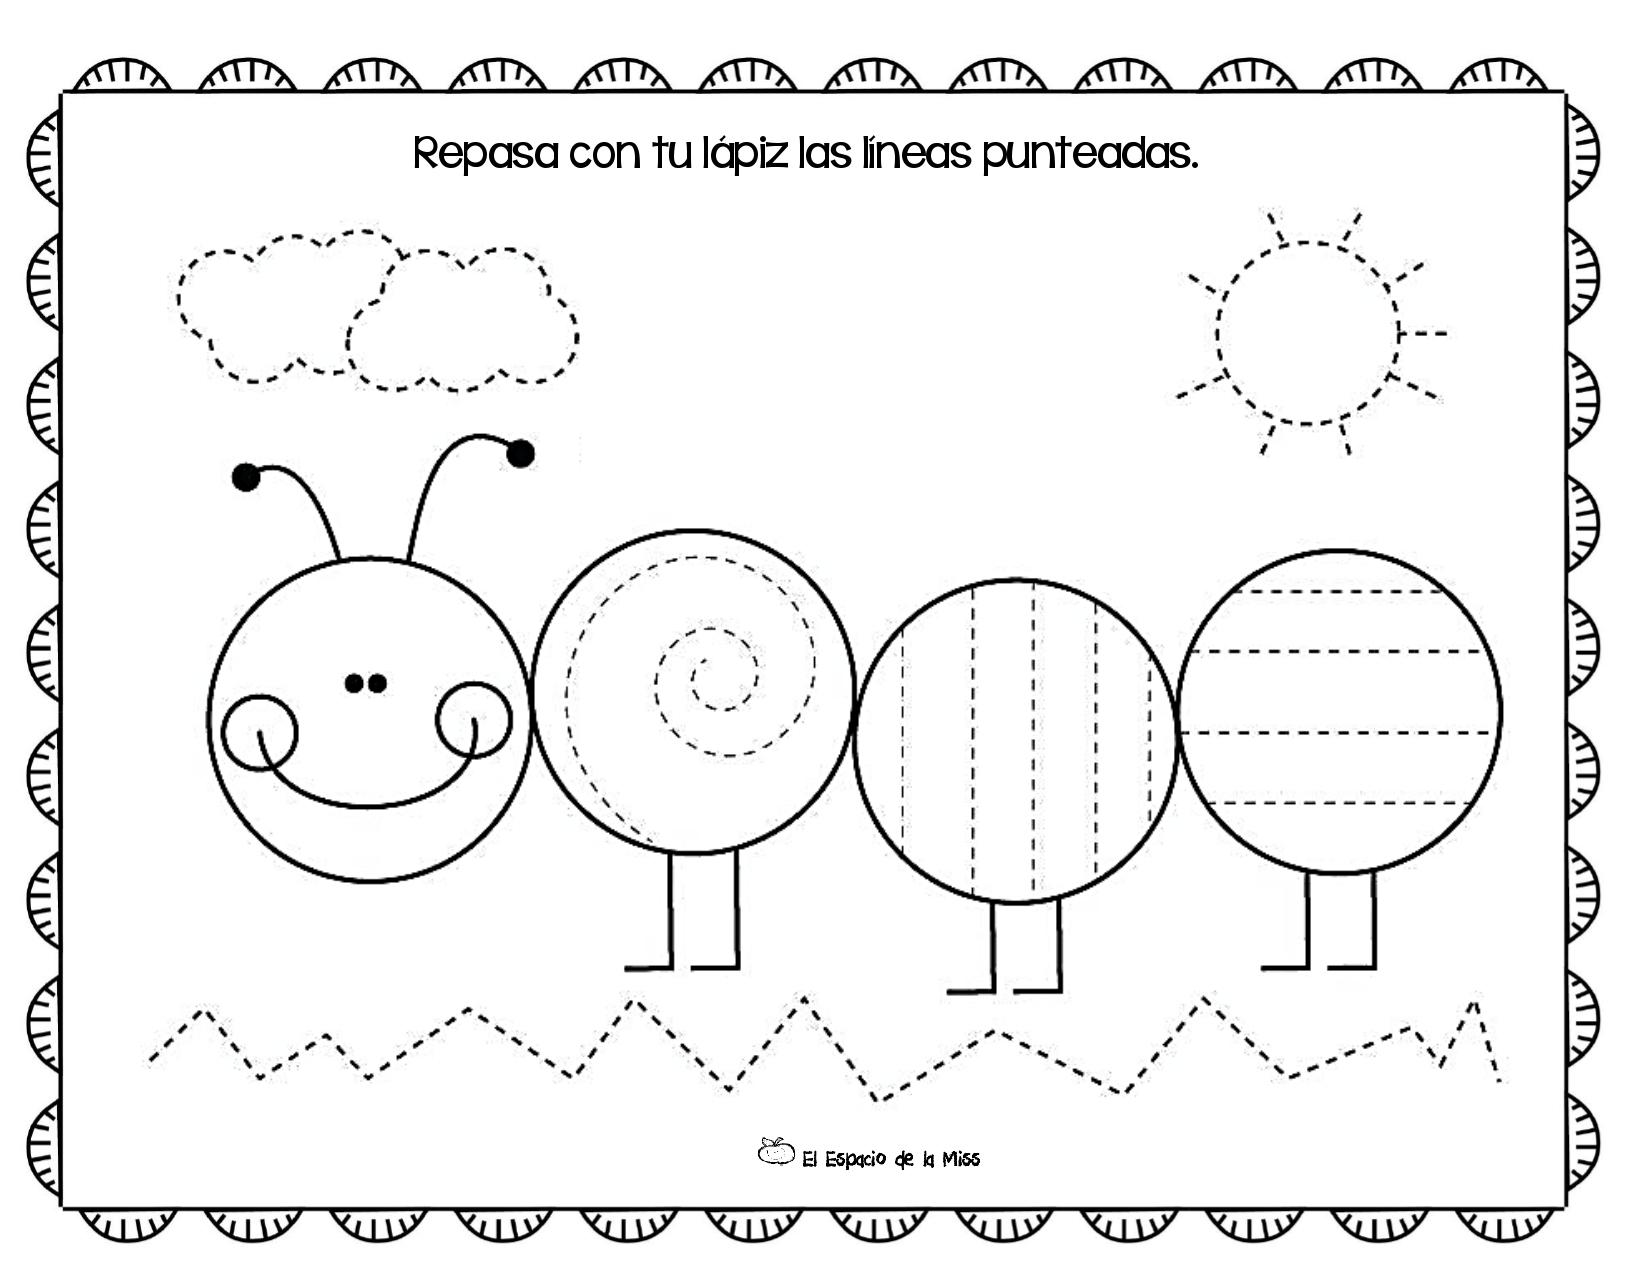 Repasa con tu lápiz las líneas punteadas.
El Espacio de la Miss